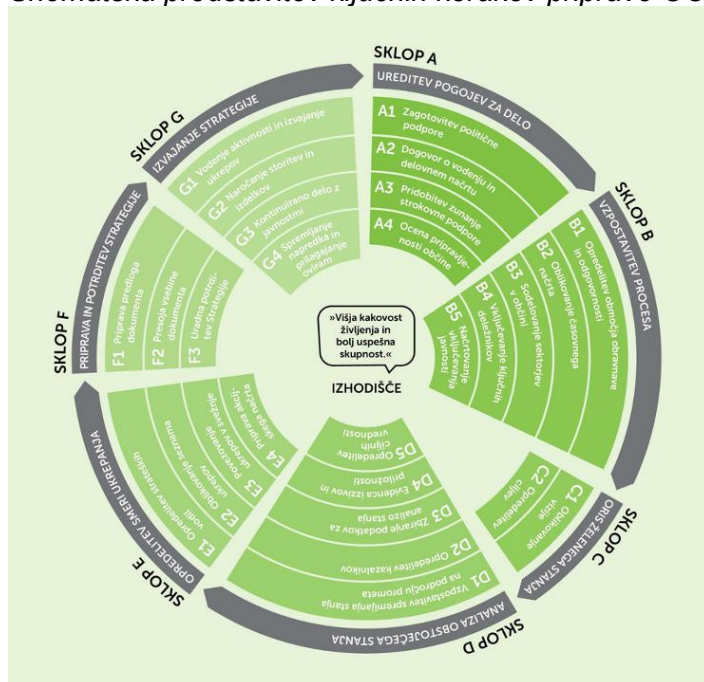 Shematska predstavitev ključnih korakov priprave
SKLOP A
UREDITEV POGOJEV ZA DELO
A1 Zagotovitev politične
podpore
A2 Dogovor o vodenju in
delovnem načrtu
A3 Pridobitev zunanje
strokovne podpore
A4 Ocena pripravlje-
nosti občine
SKLOP B
VZPOSTAVITEV PROCESA
B1 Opredelitev območja obravnave
in odgovornosti
B2 Oblikovanje časovnega
načrta
B3 Sodelovanje sektorjev
v občini
B4 Vključevanje ključnih
deležnikov
B5 Načrtovanje
vključevanja
javnosti
SKLOP C
ORIS ŽELENEGA STANJA
C1 Oblikovanje
vizije
C2 Opredelitev
ciljev
SKLOP D
ANALIZA OBSTOJEČEGA STANJA
D1 Vzpostavitev spremljanja stanja
na področju prometa
D2 Opredelitev kazalnikov
D3 Zbiranje podatkov za
analizo stanja
D4 Evidenca izzivov in
priložnosti
D5 Opredelitev
ciljnih
vrednosti
SKLOP E
OPREDELITEV SMERI UKREPANJA
E1 Opredelitev strateških
vodil
E2 Oblikovanje seznama
ukrepov
E3 Povezovanje
ukrepov v svežnje
E4 Priprava akcij-
skega načrta
SKLOP F
PRIPRAVA IN POTRDITEV STRATEGIJE
F1 Priprava predloga
dokumenta
F2 Presoja vsebine
dokumenta
F3 Uradna potrdi-
tev Strategije
SKLOP G
IZVAJANJE STRATEGIJE
G1 Vodenje aktivnosti in izvajanje
ukrepov
G2 Naročanje storitev in
izdelkov
G3 Kontinuirano delo z
javnostmi
G4 Spremljanje
napredka in
prilagajanje
oviram
»Višja kakovost
življenja in
bolj uspešna
skupnost.«
IZHODIŠČE